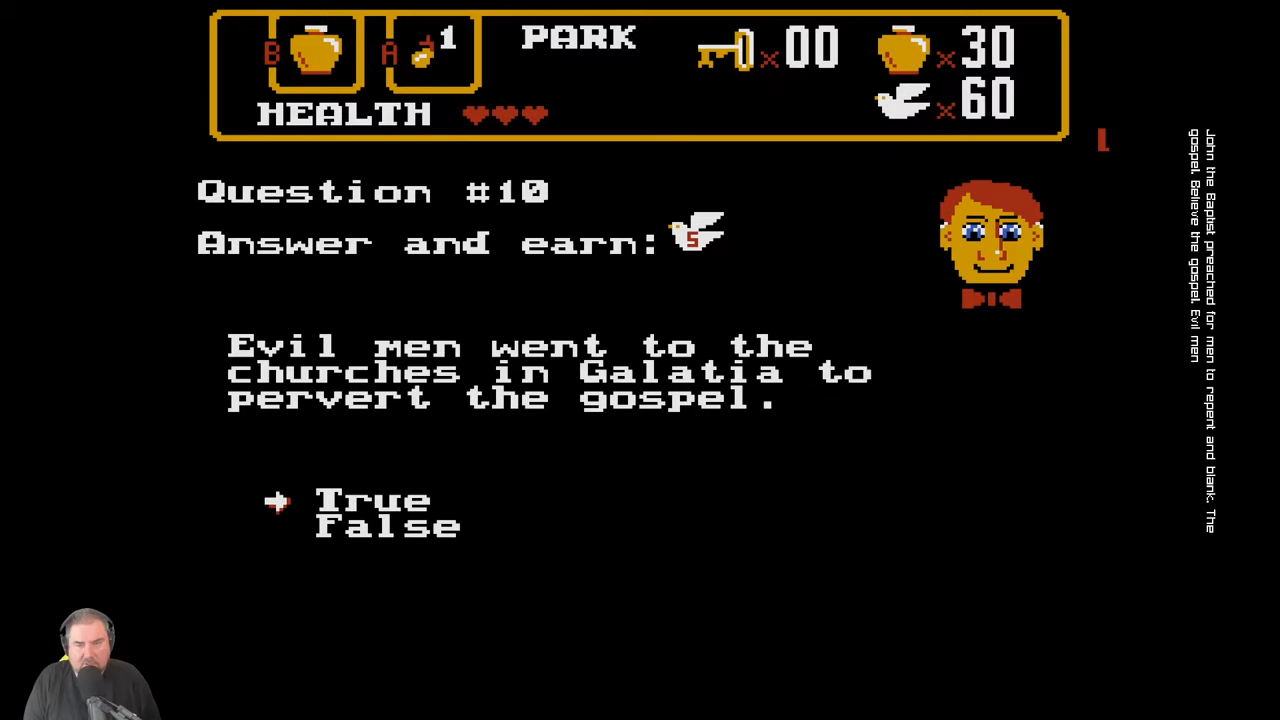 B A 1 PARK ×00 ×30
HEALTH ×60
Question #10
Answer and earn: 5
Evil men went to the
churches in Galatia to
pervert the gospel.
True
False
John the Baptist preached for men to repent and blank. The
gospel. Believe the gospel. Evil men